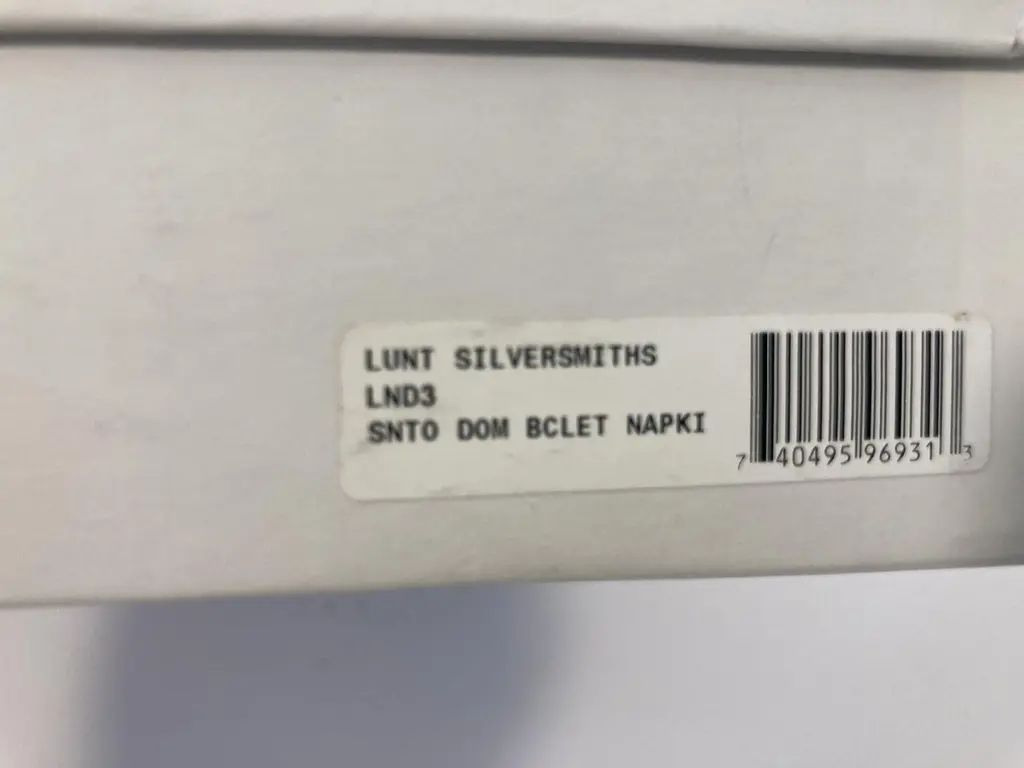 LUNT SILVERSMITHS
LND3
SNTO DOM BCLET NAPKI
7 40495 96931 3